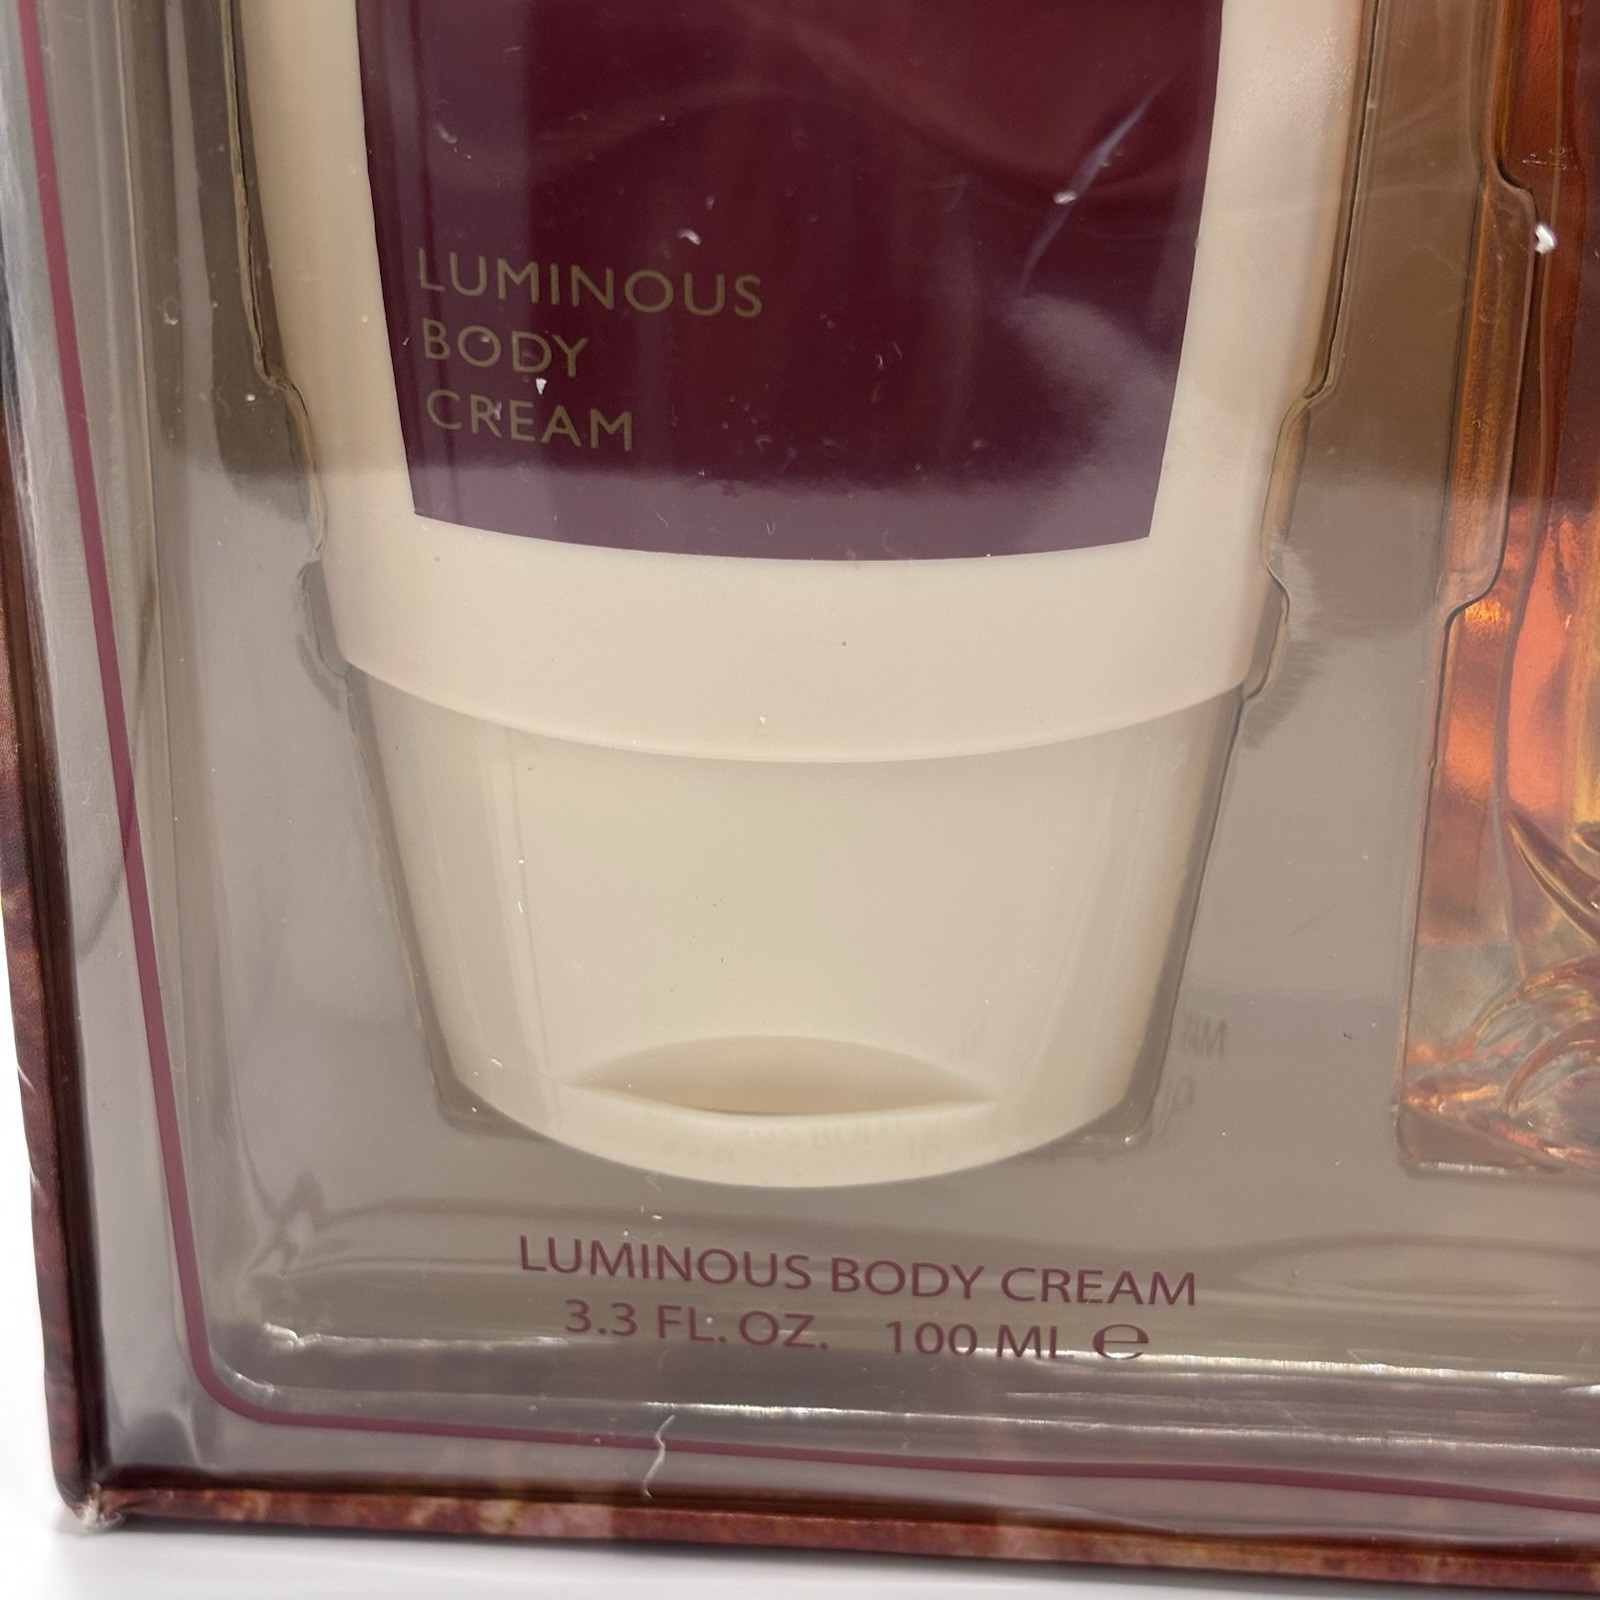 LUMINOUS
BODY
CREAM
LUMINOUS BODY CREAM
3.3 FL. OZ. 100 ML ℮